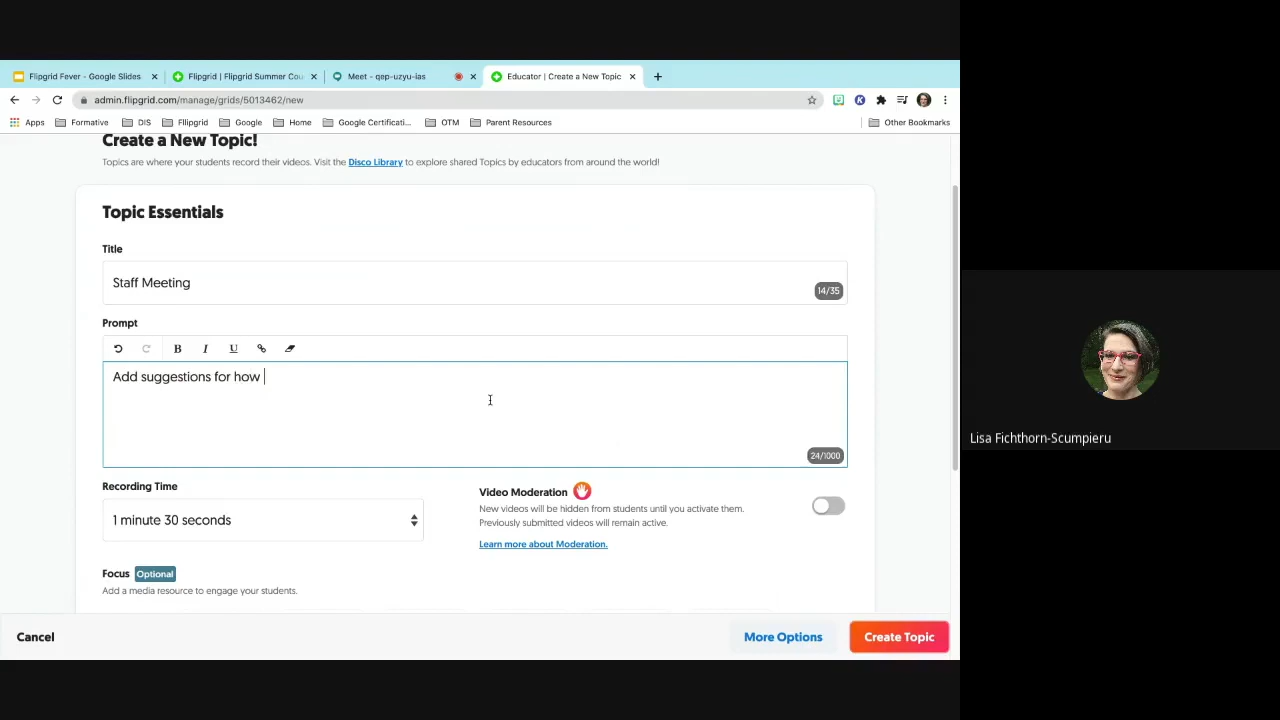 Flipgrid Fever - Google Slides
Flipgrid | Flipgrid Summer Cou
Meet - qep-uzyu-ias
Educator | Create a New Topic
admin.flipgrid.com/manage/grids/5013462/new
Apps
Formative
DIS
Fliipgrid
Google
Home
Google Certificati...
OTM
Parent Resources
Other Bookmarks
Create a New Topic!
Topics are where your students record their videos. Visit the Disco Library to explore shared Topics by educators from around the world!
Topic Essentials
Title
Staff Meeting
14/35
Prompt
B I U
Add suggestions for how
24/1000
Recording Time
1 minute 30 seconds
Video Moderation
New videos will be hidden from students until you activate them.
Previously submitted videos will remain active.
Learn more about Moderation.
Focus Optional
Add a media resource to engage your students.
Cancel
More Options
Create Topic
Lisa Fichthorn-Scumpieru